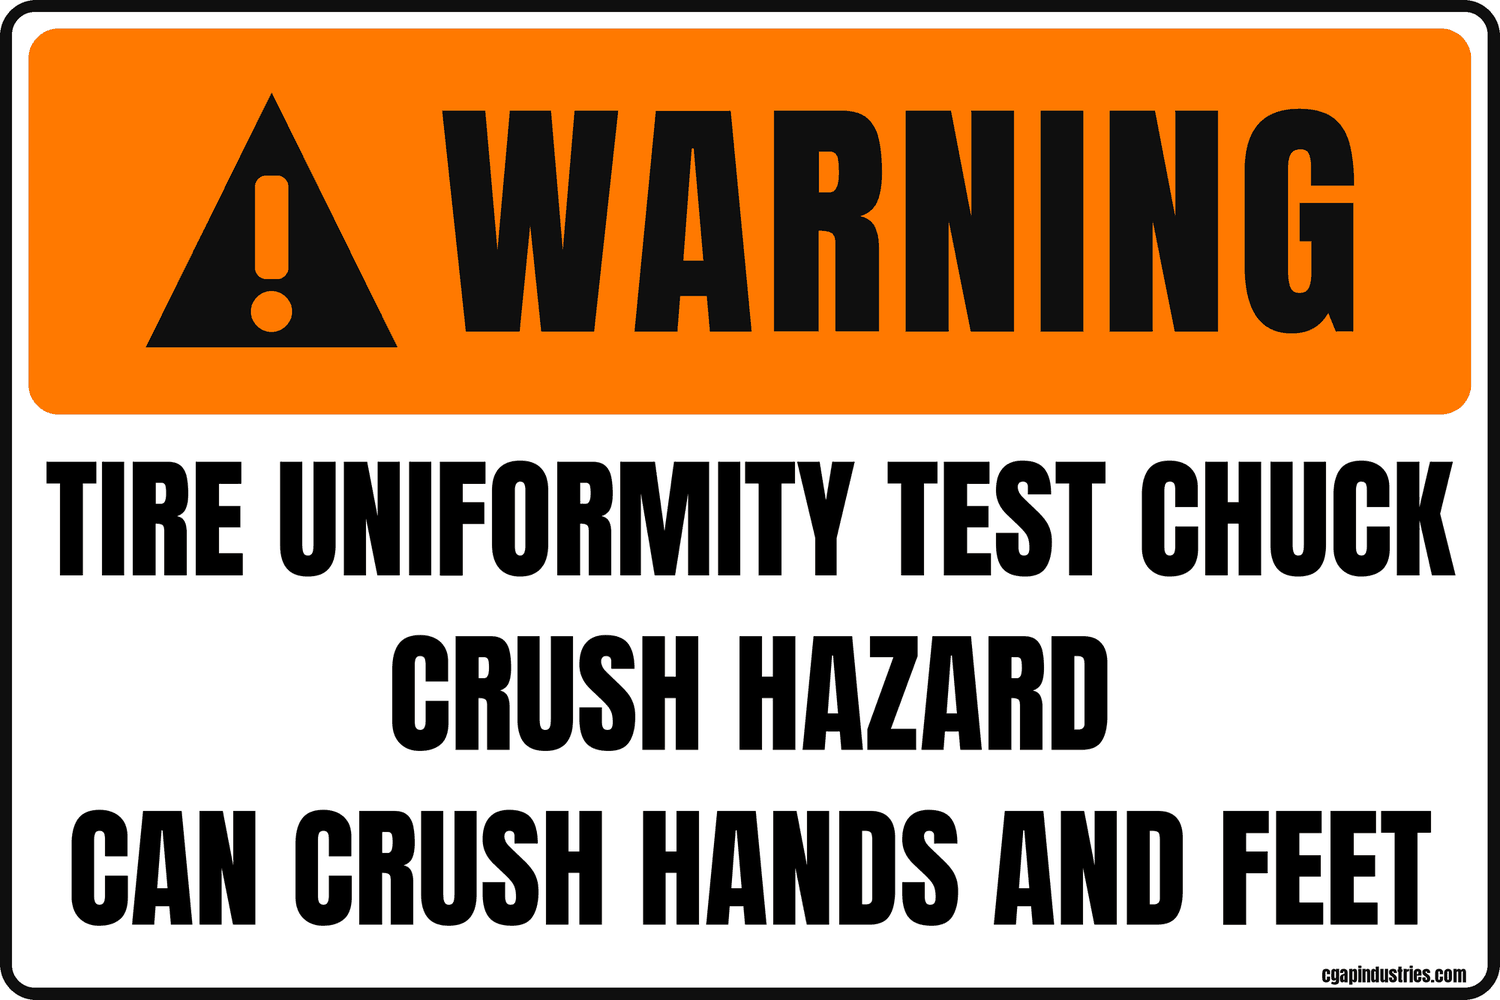 WARNING
TIRE UNIFORMITY TEST CHUCK
CRUSH HAZARD
CAN CRUSH HANDS AND FEET
cgapindustries.com